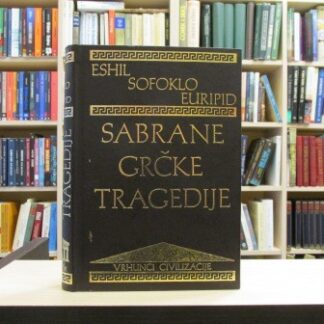 ESHIL
SOFOKLO
EURIPID
SABRANE
GRČKE
TRAGEDIJE
VRHUNCI CIVILIZACIJE
TRAGEDIJE